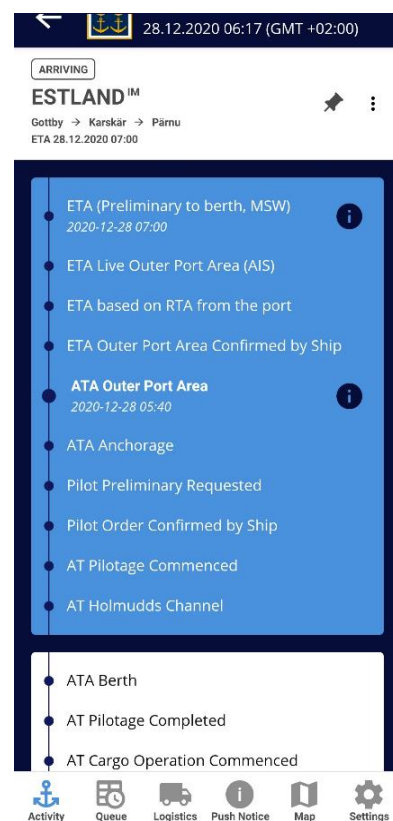 28.12.2020 06:17 (GMT +02:00)
ARRIVING
ESTLAND IM
Gottby → Karskär → Pärnu
ETA 28.12.2020 07:00
ETA (Preliminary to berth, MSW)
2020-12-28 07:00
ETA Live Outer Port Area (AIS)
ETA based on RTA from the port
ETA Outer Port Area Confirmed by Ship
ATA Outer Port Area
2020-12-28 05:40
ATA Anchorage
Pilot Preliminary Requested
Pilot Order Confirmed by Ship
AT Pilotage Commenced
AT Holmudds Channel
ATA Berth
AT Pilotage Completed
AT Cargo Operation Commenced
Activity Queue Logistics Push Notice Map Settings